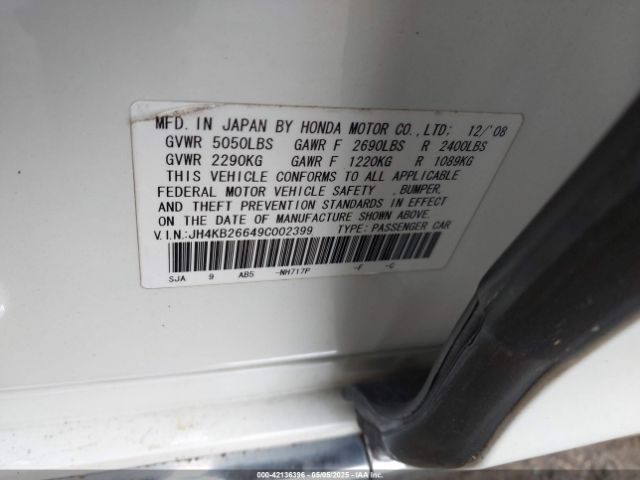 MFD. IN JAPAN BY HONDA MOTOR CO.,LTD; 12/'08
GVWR 5050LBS GAWR F 2690LBS R 2400LBS
GVWR 2290KG GAWR F 1220KG R 1089KG
THIS VEHICLE CONFORMS TO ALL APPLICABLE
FEDERAL MOTOR VEHICLE SAFETY ,BUMPER,
AND THEFT PREVENTION STANDARDS IN EFFECT
ON THE DATE OF MANUFACTURE SHOWN ABOVE.
V.I.N.:JH4KB26649C002399 TYPE: PASSENGER CAR
SJA 9 AB5 -NH717P -F -C
000-42136396 - 05/05/2025 - IAAI.COM